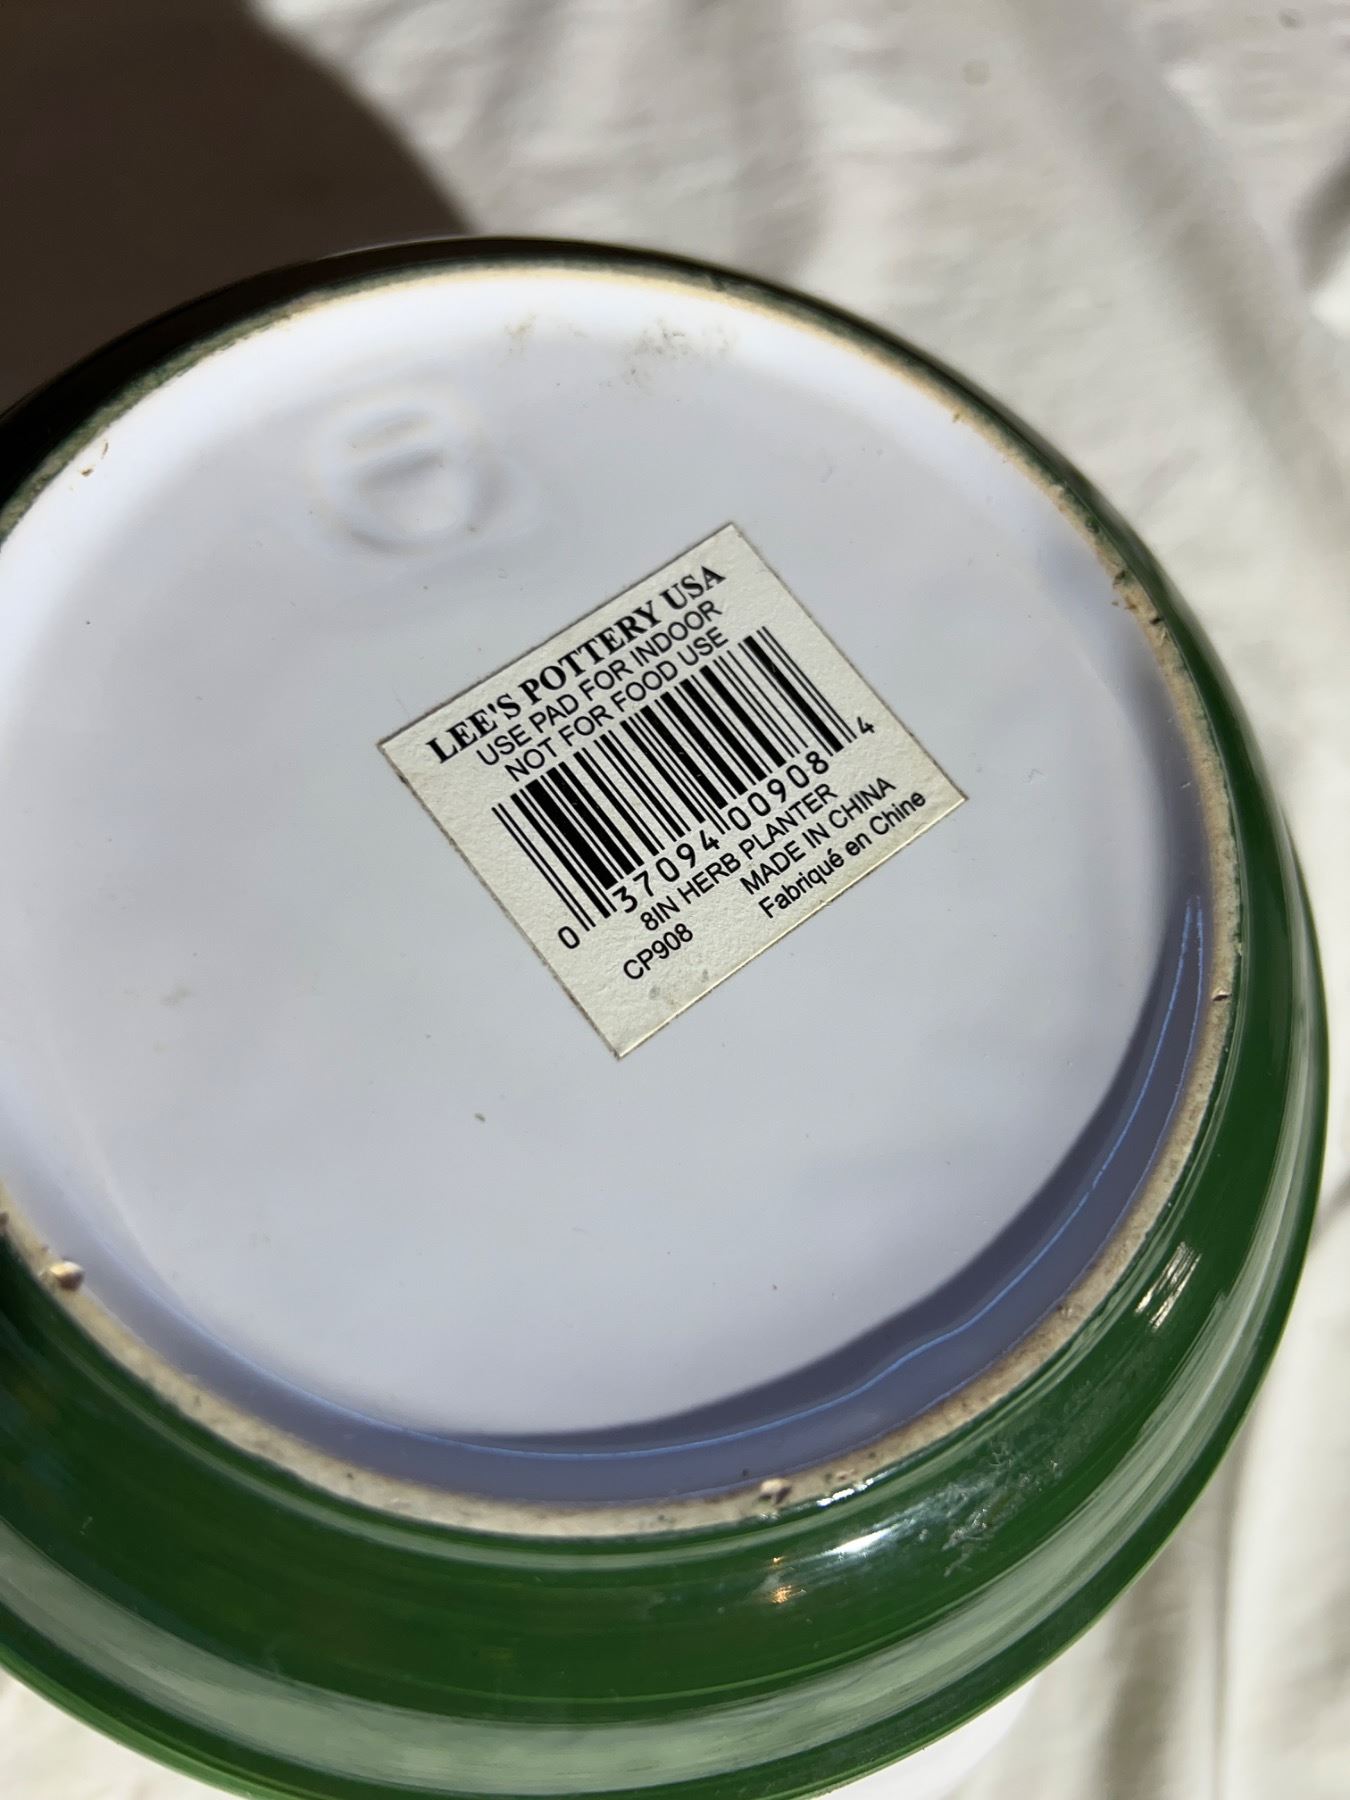 LEE'S POTTERY USA
USE PAD FOR INDOOR
NOT FOR FOOD USE
0 37094 00908 4
8IN HERB PLANTER
CP908 MADE IN CHINA
Fabriqué en Chine